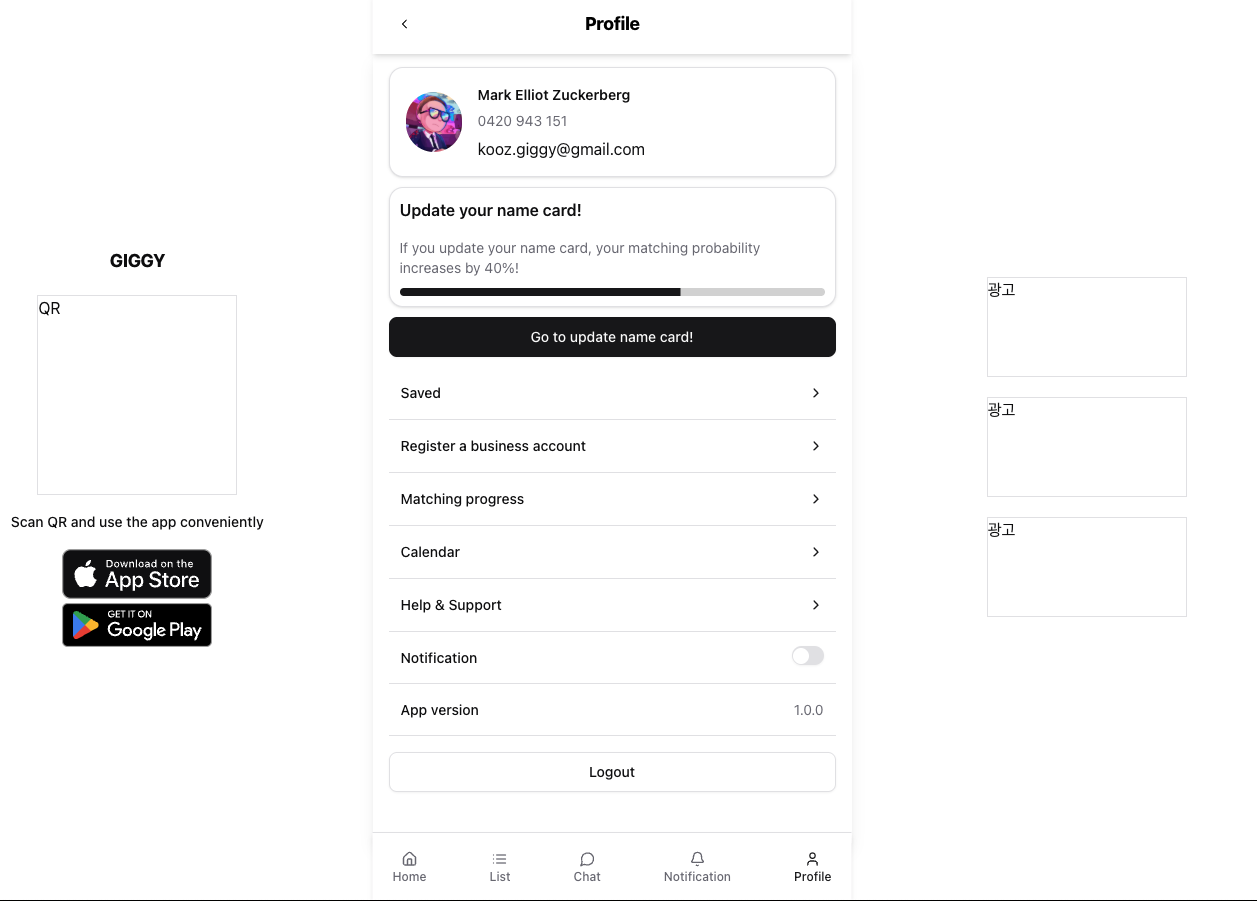 GIGGY
QR
Scan QR and use the app conveniently
Download on the
App Store
GET IT ON
Google Play
Profile
Mark Elliot Zuckerberg
0420 943 151
kooz.giggy@gmail.com
Update your name card!
If you update your name card, your matching probability
increases by 40%!
Go to update name card!
Saved
Register a business account
Matching progress
Calendar
Help & Support
Notification
App version 1.0.0
Logout
Home List Chat Notification Profile
광고
광고
광고